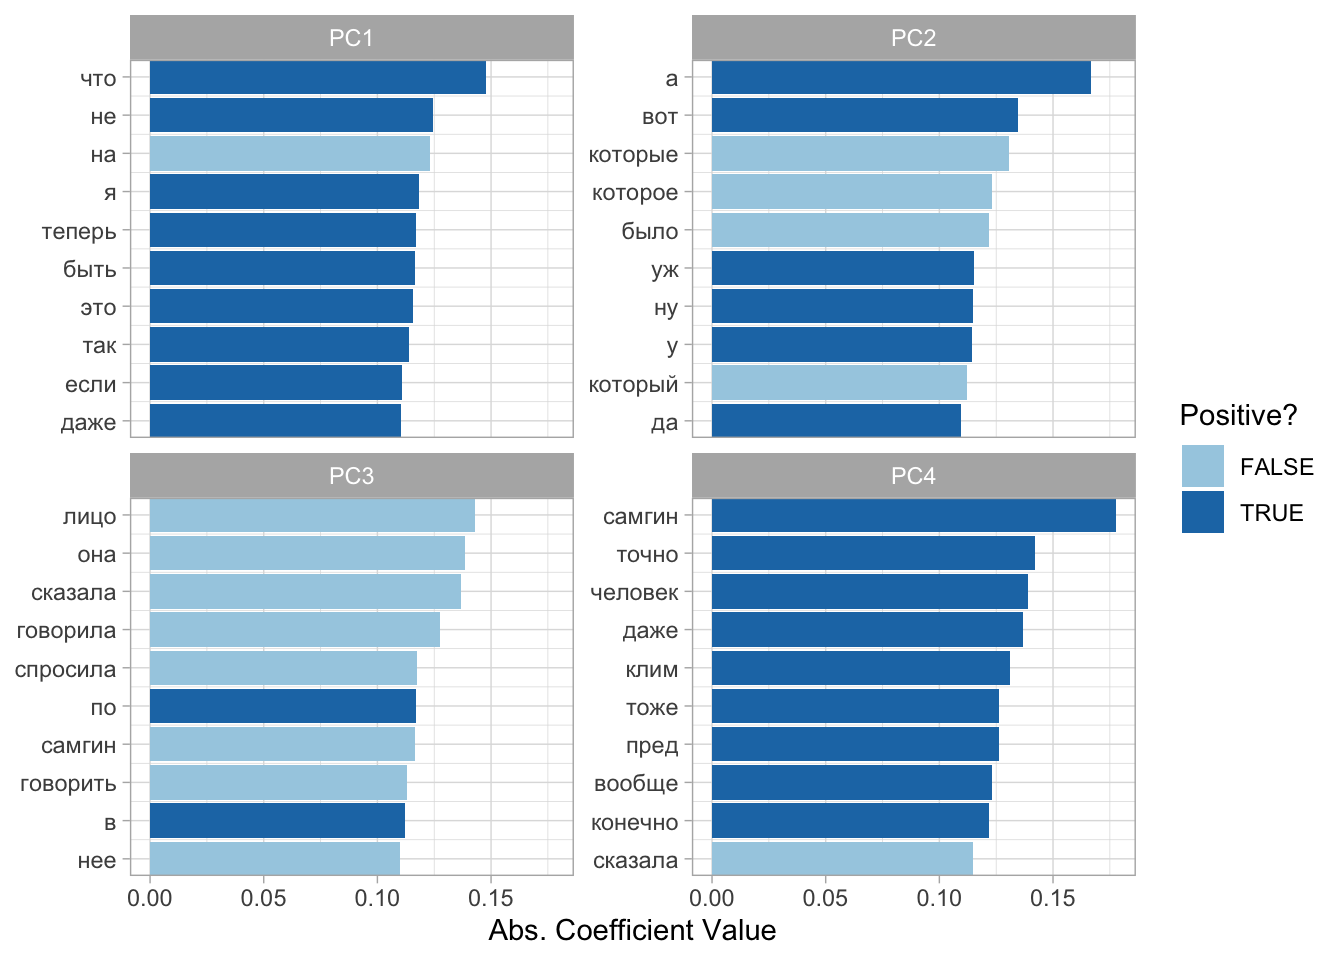 PC1
что
не
на
я
теперь
быть
это
так
если
даже
PC2
а
вот
которые
которое
было
уж
ну
у
который
да
PC3
лицо
она
сказала
говорила
спросила
по
самгин
говорить
в
нее
0.00 0.05 0.10 0.15
PC4
самгин
точно
человек
даже
клим
тоже
пред
вообще
конечно
сказала
0.00 0.05 0.10 0.15
Abs. Coefficient Value
Positive?
FALSE
TRUE